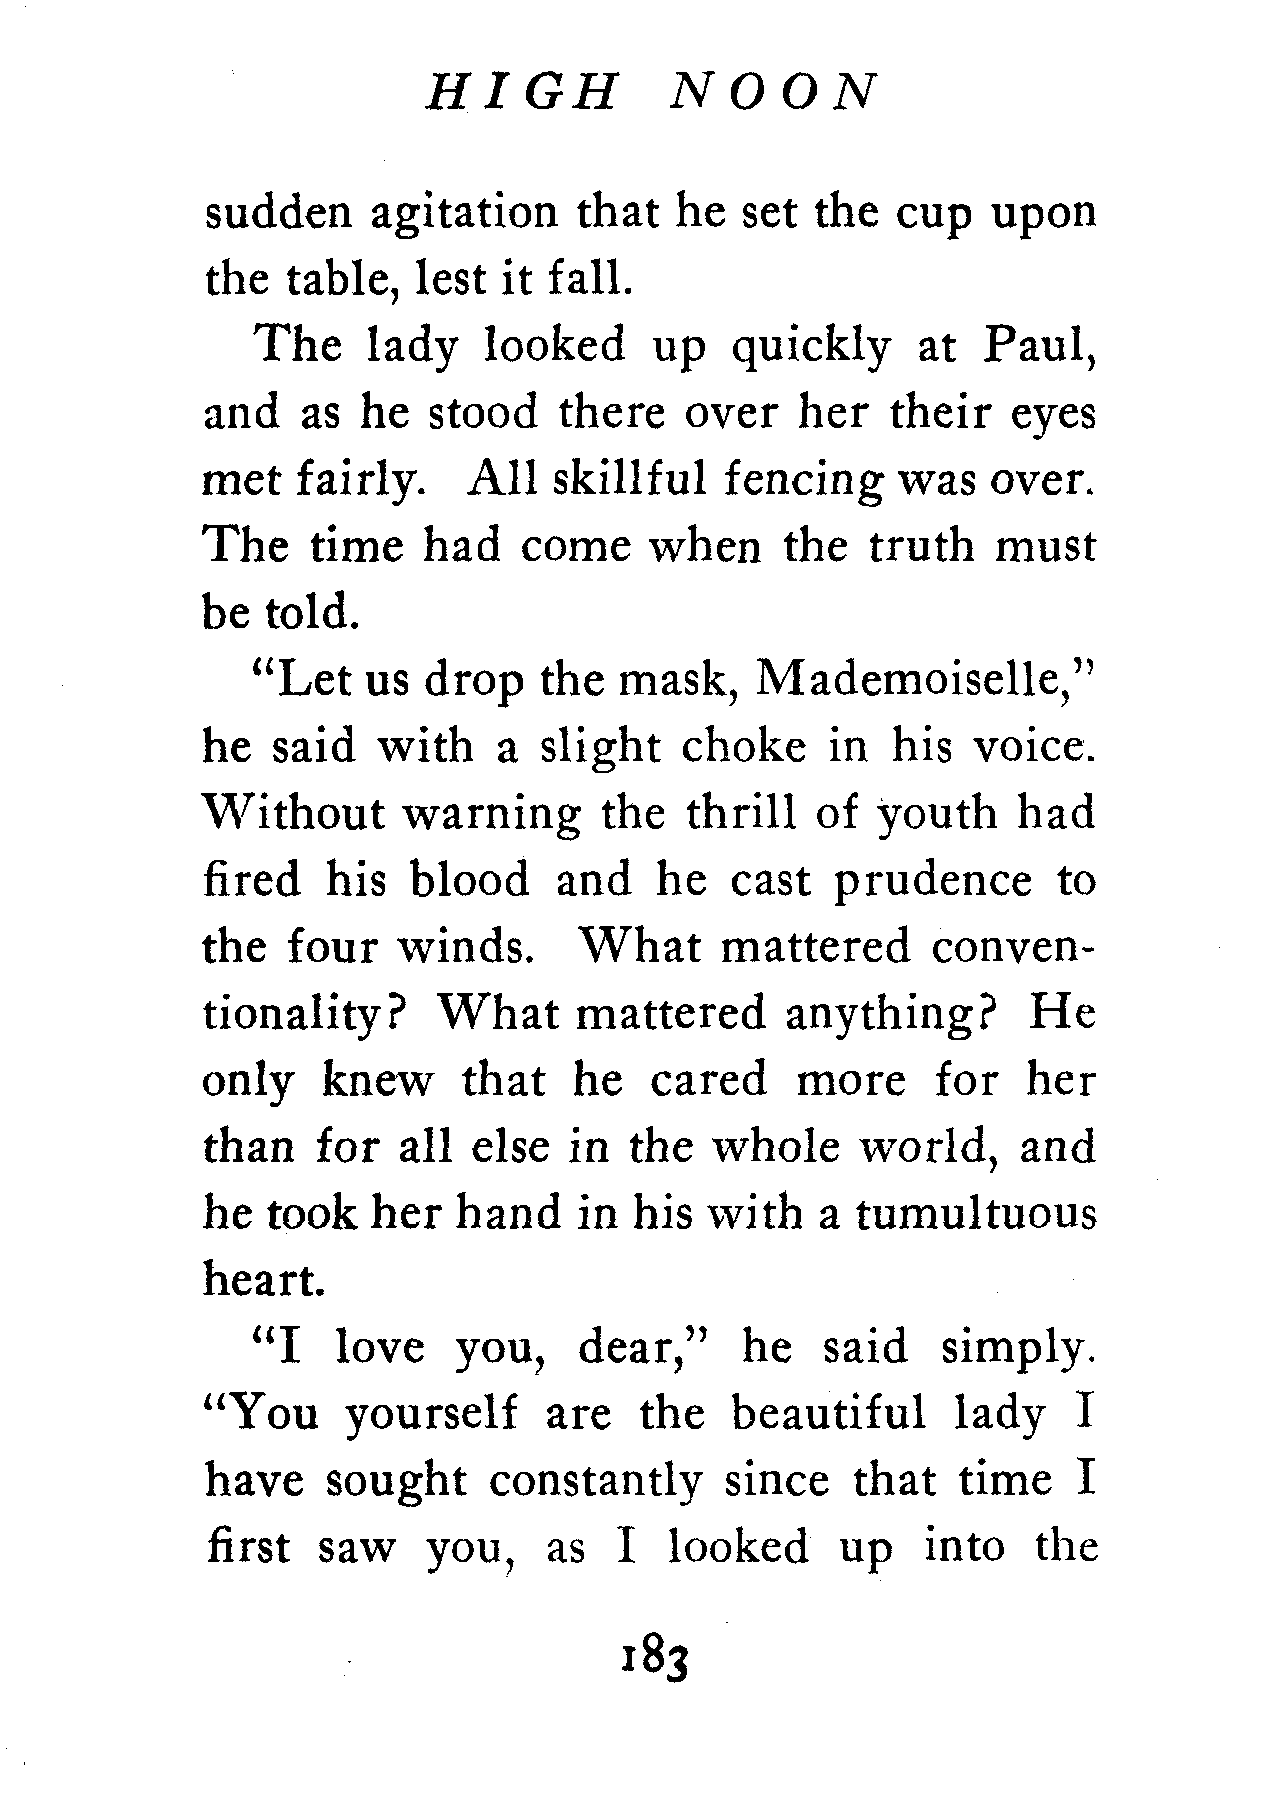 HIGH NOON
sudden agitation that he set the cup upon
the table, lest it fall.
The lady looked up quickly at Paul,
and as he stood there over her their eyes
met fairly. All skillful fencing was over.
The time had come when the truth must
be told.
“Let us drop the mask, Mademoiselle,”
he said with a slight choke in his voice.
Without warning the thrill of youth had
fired his blood and he cast prudence to
the four winds. What mattered conven-
tionality? What mattered anything? He
only knew that he cared more for her
than for all else in the whole world, and
he took her hand in his with a tumultuous
heart.
“I love you, dear,” he said simply.
“You yourself are the beautiful lady I
have sought constantly since that time I
first saw you, as I looked up into the
183